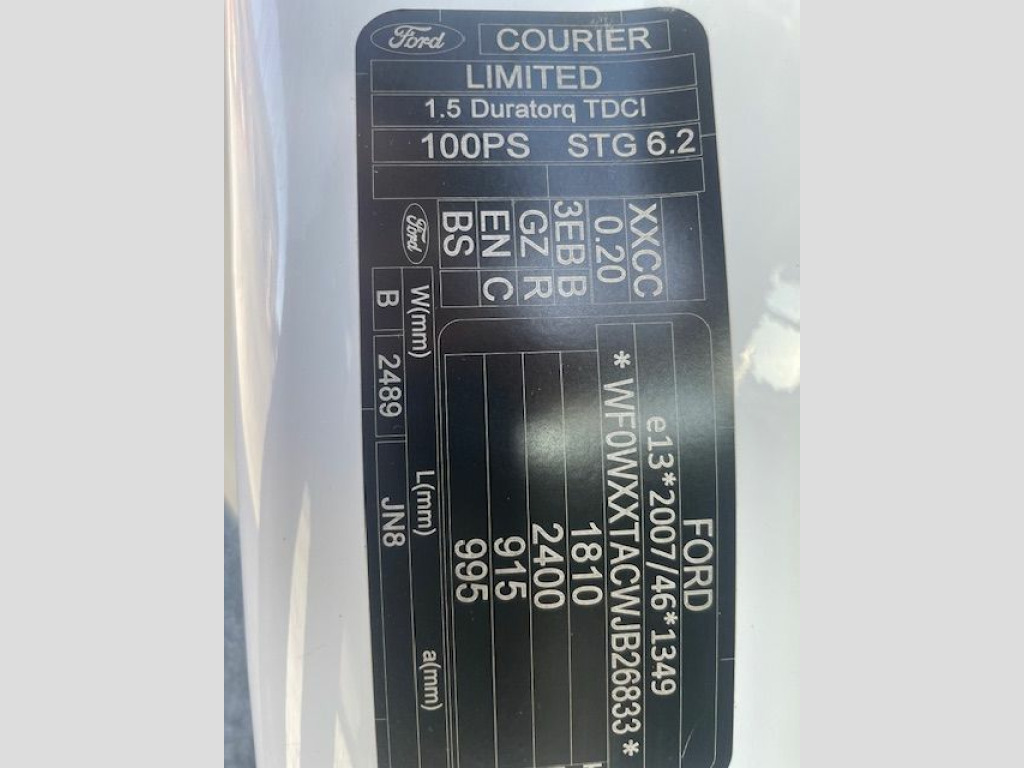 Ford COURIER
LIMITED
1.5 Duratorq TDCI
100PS STG 6.2
FORD
e13*2007/46*1349
*WF0WXXTACWJB26833*
1810
2400
915
995
XXCC
0.20
3EBB B
GZ R
EN C
BS
Ford
W(mm) L(mm) a(mm)
B 2489 JN8